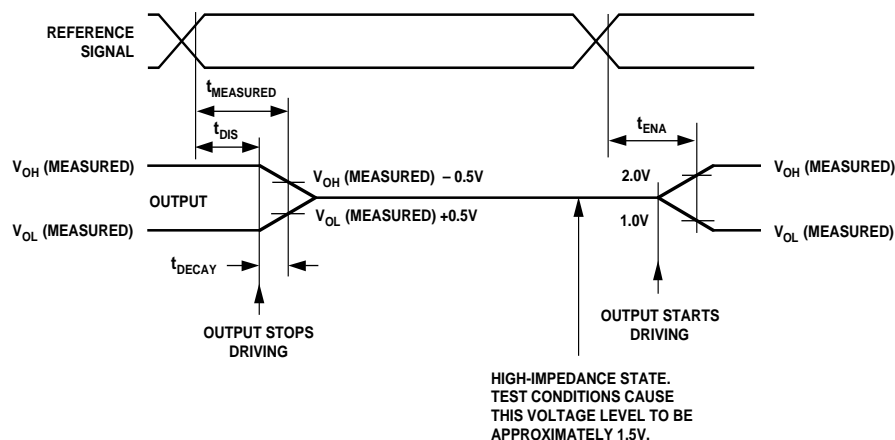 REFERENCE
SIGNAL
tMEASURED
tDIS
tENA
VOH (MEASURED)
VOH (MEASURED) – 0.5V
2.0V
VOH (MEASURED)
OUTPUT
VOL (MEASURED) +0.5V
1.0V
VOL (MEASURED)
VOL (MEASURED)
tDECAY
OUTPUT STOPS
DRIVING
OUTPUT STARTS
DRIVING
HIGH-IMPEDANCE STATE.
TEST CONDITIONS CAUSE
THIS VOLTAGE LEVEL TO BE
APPROXIMATELY 1.5V.